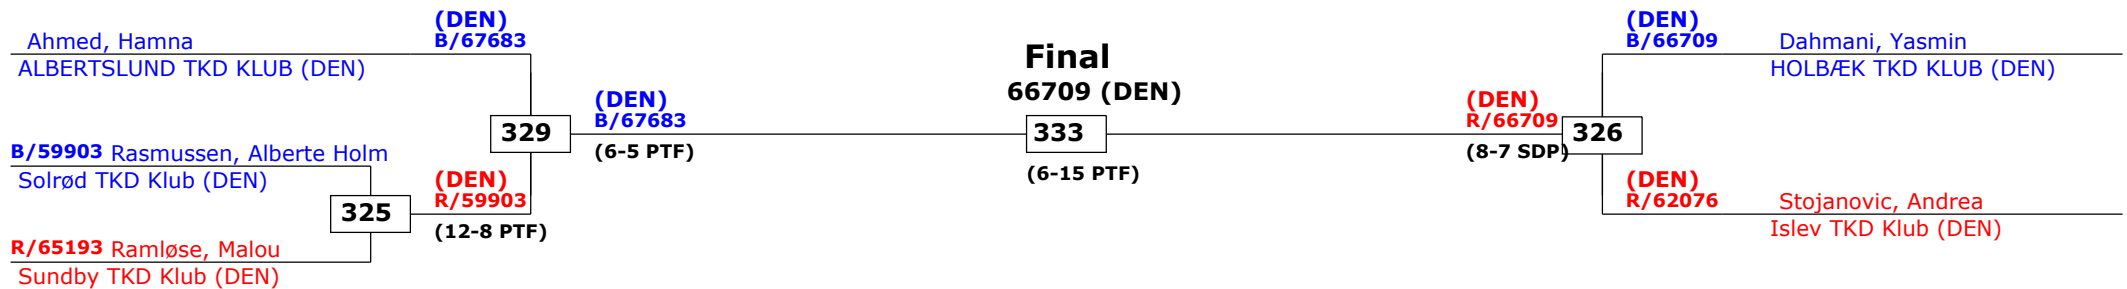 (DEN)
B/67683
Ahmed, Hamna
ALBERTSLUND TKD KLUB (DEN)
329
(DEN)
B/67683
(6-5 PTF)
B/59903 Rasmussen, Alberte Holm
Solrød TKD Klub (DEN)
325
(DEN)
R/59903
(12-8 PTF)
R/65193 Ramløse, Malou
Sundby TKD Klub (DEN)
Final
66709 (DEN)
333
(6-15 PTF)
(DEN)
R/66709
(8-7 SDP)
326
(DEN)
B/66709
Dahmani, Yasmin
HOLBÆK TKD KLUB (DEN)
(DEN)
R/62076
Stojanovic, Andrea
Islev TKD Klub (DEN)